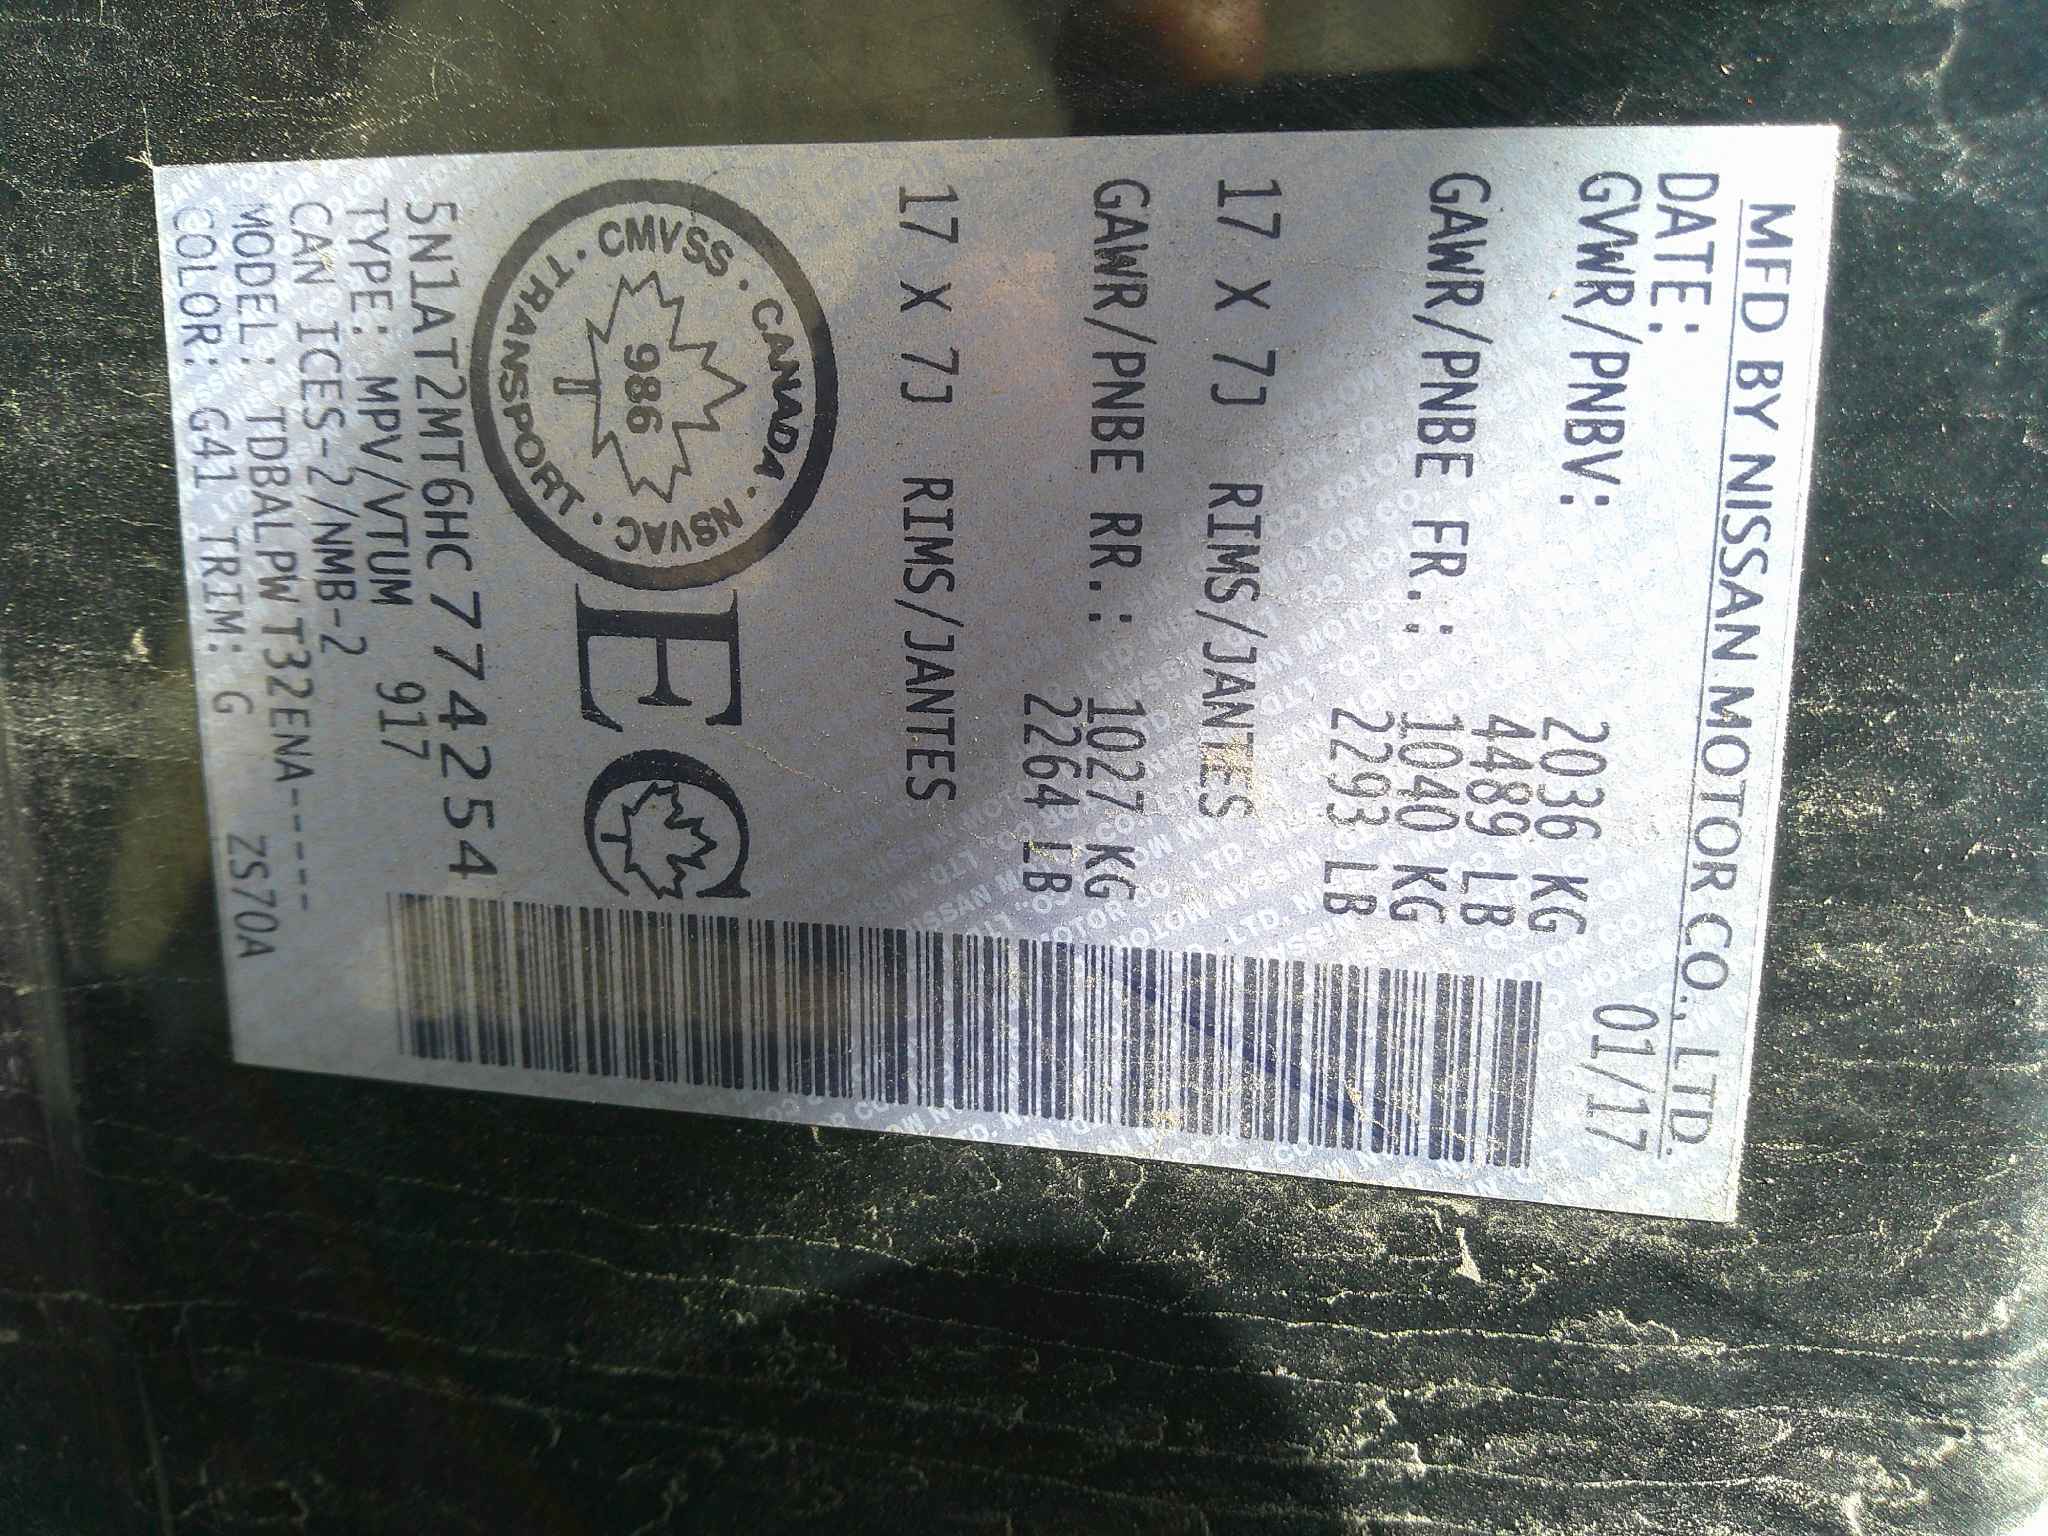 MFD BY NISSAN MOTOR CO., LTD.
DATE: 01/17
GVWR/PNBV: 2036 KG
4489 LB
GAWR/PNBE FR.: 1040 KG
2293 LB
17 X 7J RIMS/JANTES
GAWR/PNBE RR.: 1027 KG
2264 LB
17 X 7J RIMS/JANTES
CMVSS · CANADA · NSVAC · TRANSPORT ·
986
EC
5N1AT2MT6HC774254
TYPE: MPV/VTUM 917
CAN ICES-2/NMB-2
MODEL: TDBALPWT32ENA-----
COLOR: G41 TRIM: G ZS70A